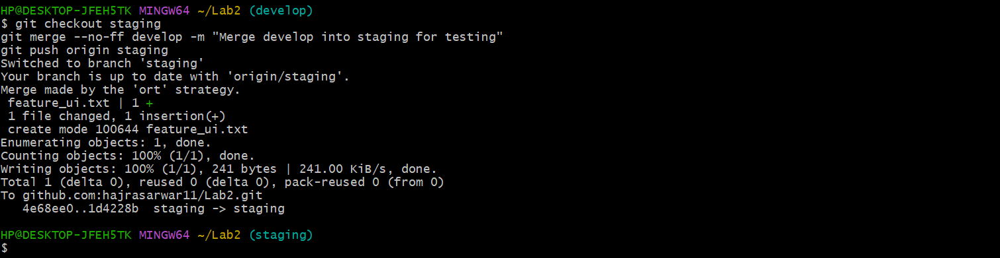 HP@DESKTOP-JFEH5TK MINGW64 ~/Lab2 (develop)
$ git checkout staging
git merge --no-ff develop -m "Merge develop into staging for testing"
git push origin staging
Switched to branch 'staging'
Your branch is up to date with 'origin/staging'.
Merge made by the 'ort' strategy.
 feature_ui.txt | 1 +
 1 file changed, 1 insertion(+)
 create mode 100644 feature_ui.txt
Enumerating objects: 1, done.
Counting objects: 100% (1/1), done.
Writing objects: 100% (1/1), 241 bytes | 241.00 KiB/s, done.
Total 1 (delta 0), reused 0 (delta 0), pack-reused 0 (from 0)
To github.com:hajrasarwar11/Lab2.git
   4e68ee0..1d4228b  staging -> staging

HP@DESKTOP-JFEH5TK MINGW64 ~/Lab2 (staging)
$